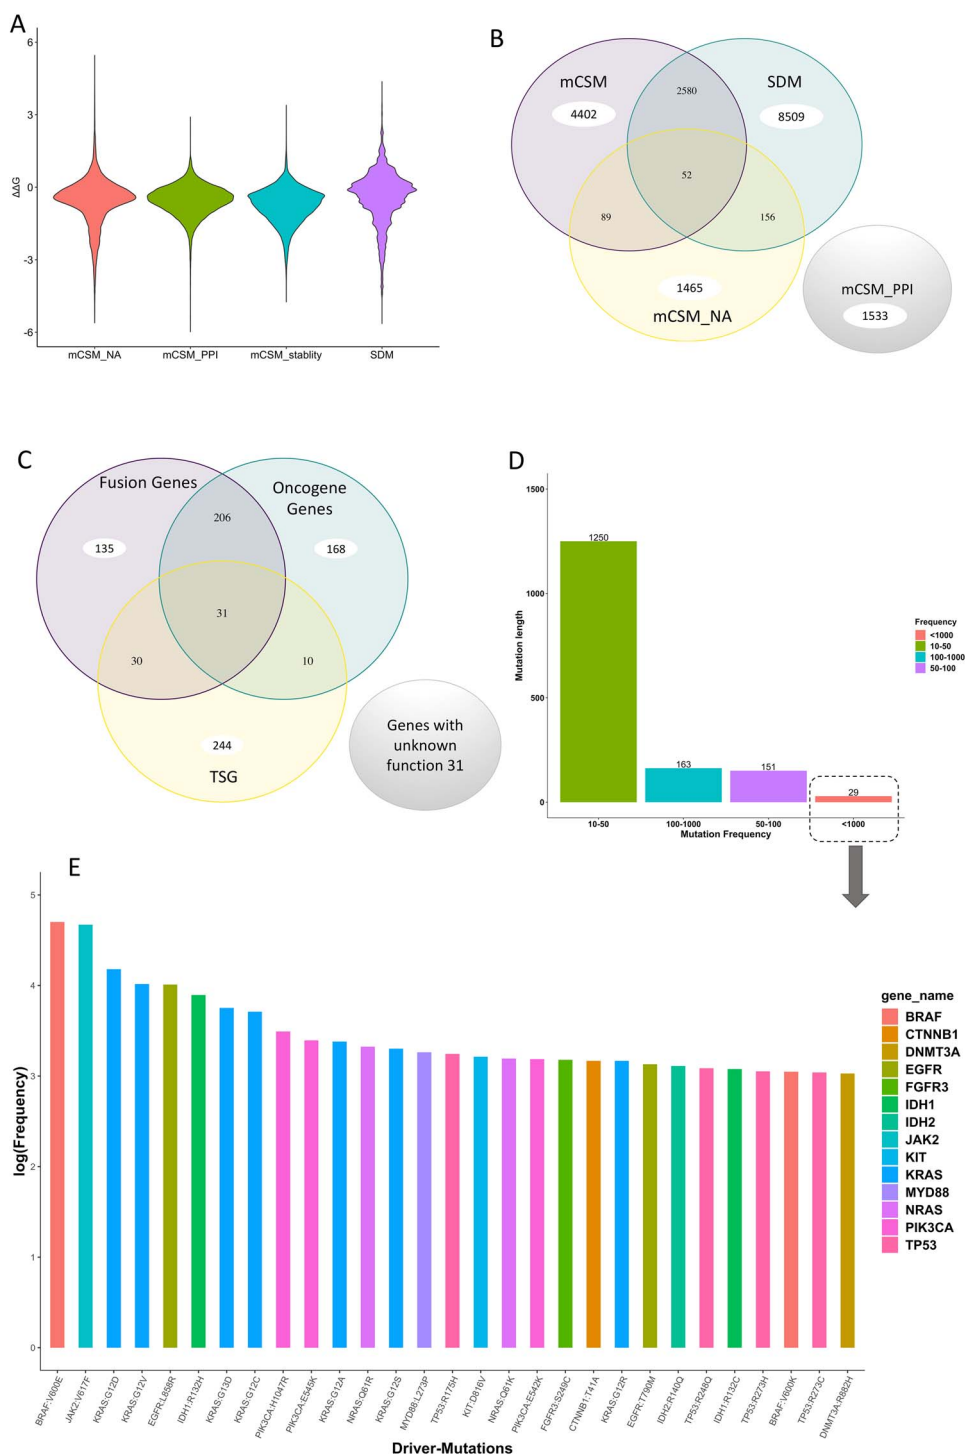 A
6
3
0
-3
-6
ΔΔG
mCSM_NA
mCSM_PPI
mCSM_stablity
SDM
B
mCSM
4402
2580
SDM
8509
52
89
156
1465
mCSM_NA
mCSM_PPI
1533
C
Fusion Genes
Oncogene
Genes
206
135
168
31
30
10
244
TSG
Genes with
unknown
function 31
D
1500
1000
500
0
Mutation length
1250
163
151
29
10-50
100-1000
50-100
<1000
Mutation Frequency
Frequency
<1000
10-50
100-1000
50-100
E
5
4
3
2
1
0
log(Frequency)
BRAF:V600E
JAK2:V617F
KRAS:G12D
KRAS:G12V
EGFR:L858R
IDH1:R132H
KRAS:G13D
KRAS:G12C
PIK3CA:H1047R
PIK3CA:E545K
KRAS:G12A
NRAS:Q61R
KRAS:G12S
MYD88:L273P
TP53:R175H
KIT:D816V
NRAS:Q61K
PIK3CA:E542K
FGFR3:S249C
CTNNB1:T41A
KRAS:G12R
EGFR:T790M
IDH2:R140Q
TP53:R248Q
IDH1:R132C
TP53:R273H
BRAF:V600K
TP53:R273C
DNMT3A:R882H
Driver-Mutations
gene_name
BRAF
CTNNB1
DNMT3A
EGFR
FGFR3
IDH1
IDH2
JAK2
KIT
KRAS
MYD88
NRAS
PIK3CA
TP53